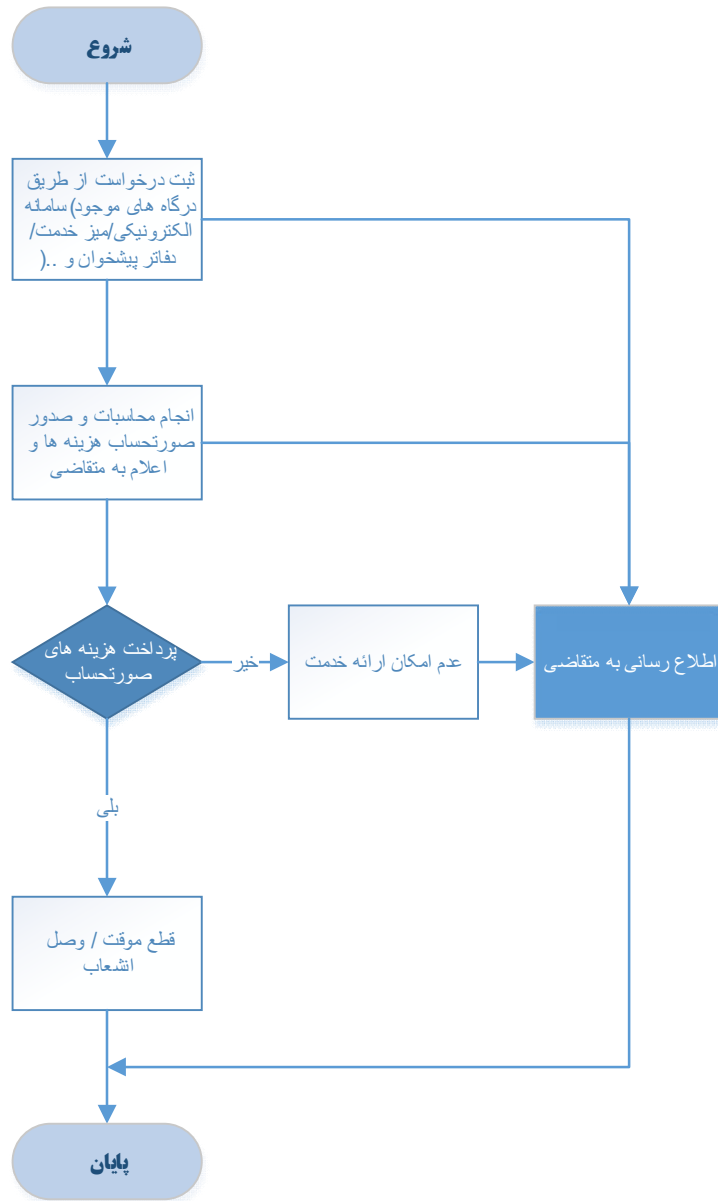 شروع
ثبت درخواست از طریق
درگاه های موجود)سامانه
الکترونیکی/میز خدمت/
دفاتر پیشخوان و ..(
انجام محاسبات و صدور
صورتحساب هزینه ها و
اعلام به متقاضی
پرداخت هزینه های
صورتحساب
خیر
عدم امکان ارائه خدمت
اطلاع رسانی به متقاضی
بلی
قطع موقت / وصل
انشعاب
پایان